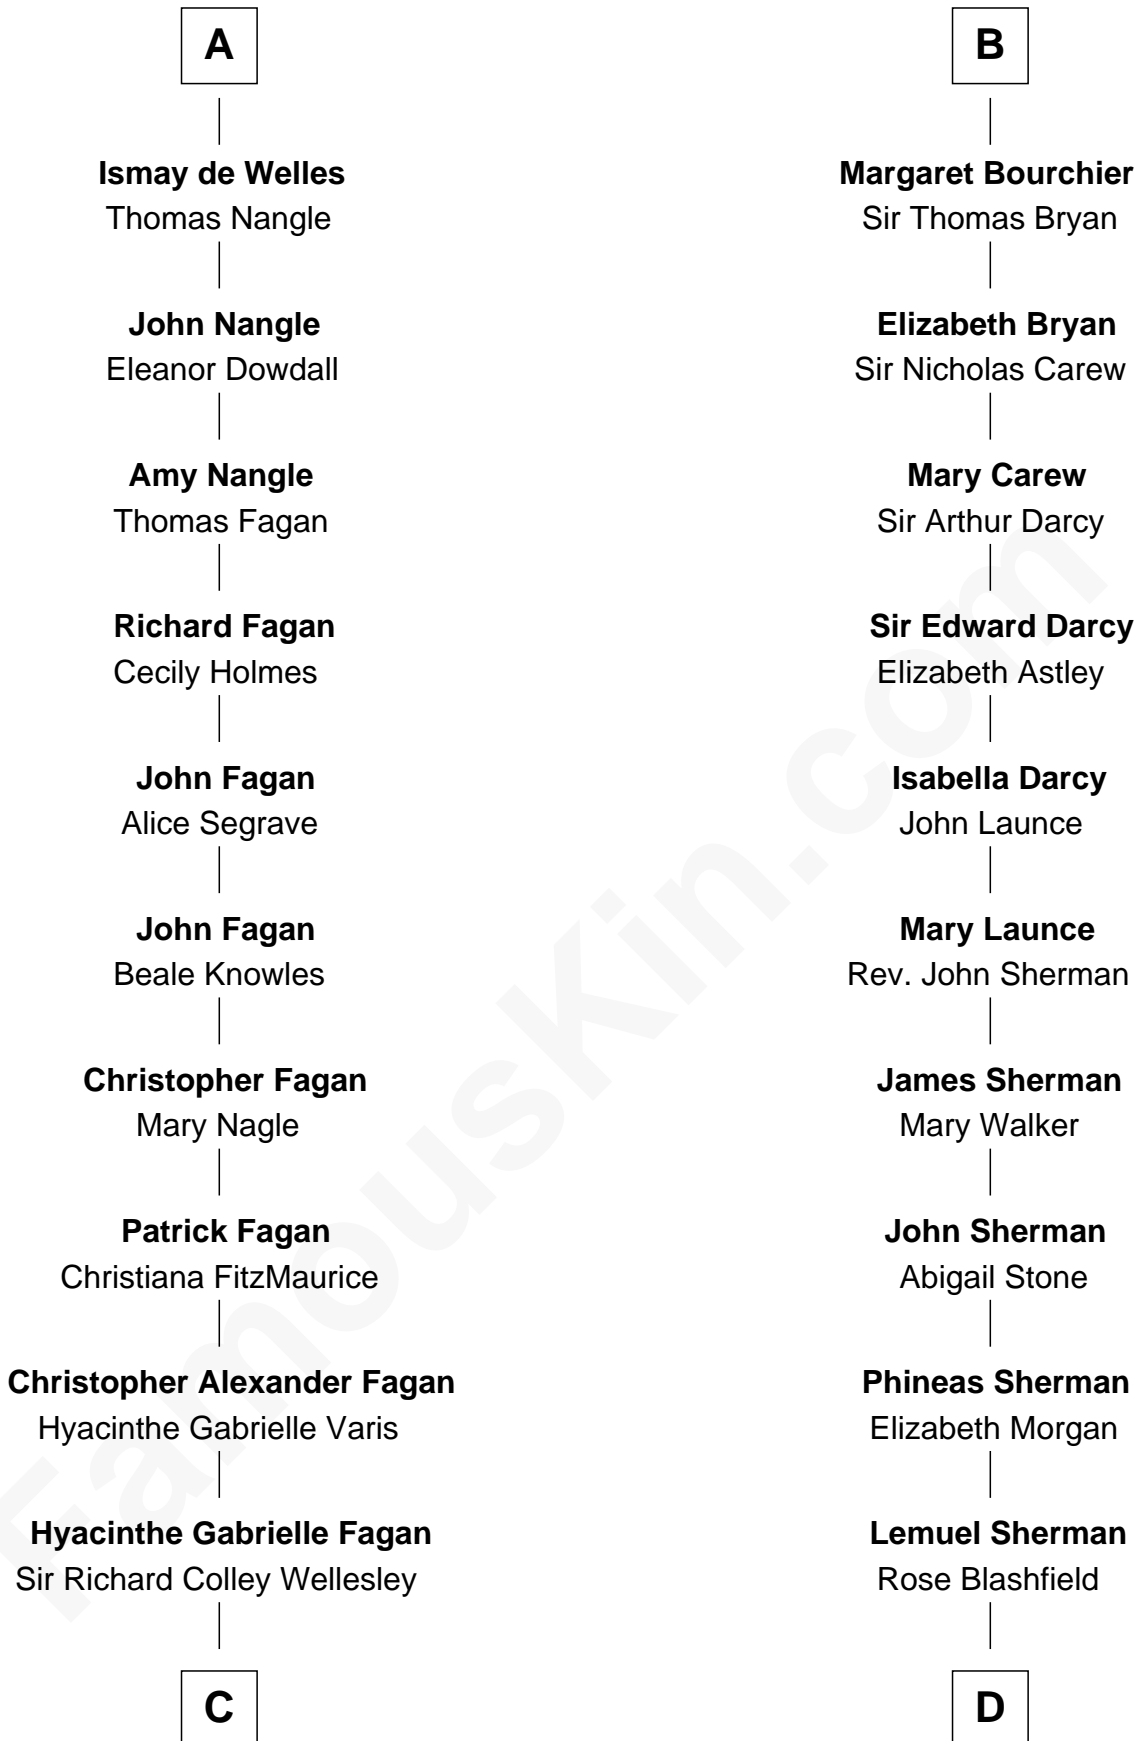 A
Ismay de Welles
Thomas Nangle
John Nangle
Eleanor Dowdall
Amy Nangle
Thomas Fagan
Richard Fagan
Cecily Holmes
John Fagan
Alice Segrave
John Fagan
Beale Knowles
Christopher Fagan
Mary Nagle
Patrick Fagan
Christiana FitzMaurice
Christopher Alexander Fagan
Hyacinthe Gabrielle Varis
Hyacinthe Gabrielle Fagan
Sir Richard Colley Wellesley
C
B
Margaret Bourchier
Sir Thomas Bryan
Elizabeth Bryan
Sir Nicholas Carew
Mary Carew
Sir Arthur Darcy
Sir Edward Darcy
Elizabeth Astley
Isabella Darcy
John Launce
Mary Launce
Rev. John Sherman
James Sherman
Mary Walker
John Sherman
Abigail Stone
Phineas Sherman
Elizabeth Morgan
Lemuel Sherman
Rose Blashfield
D
FamousKin.com